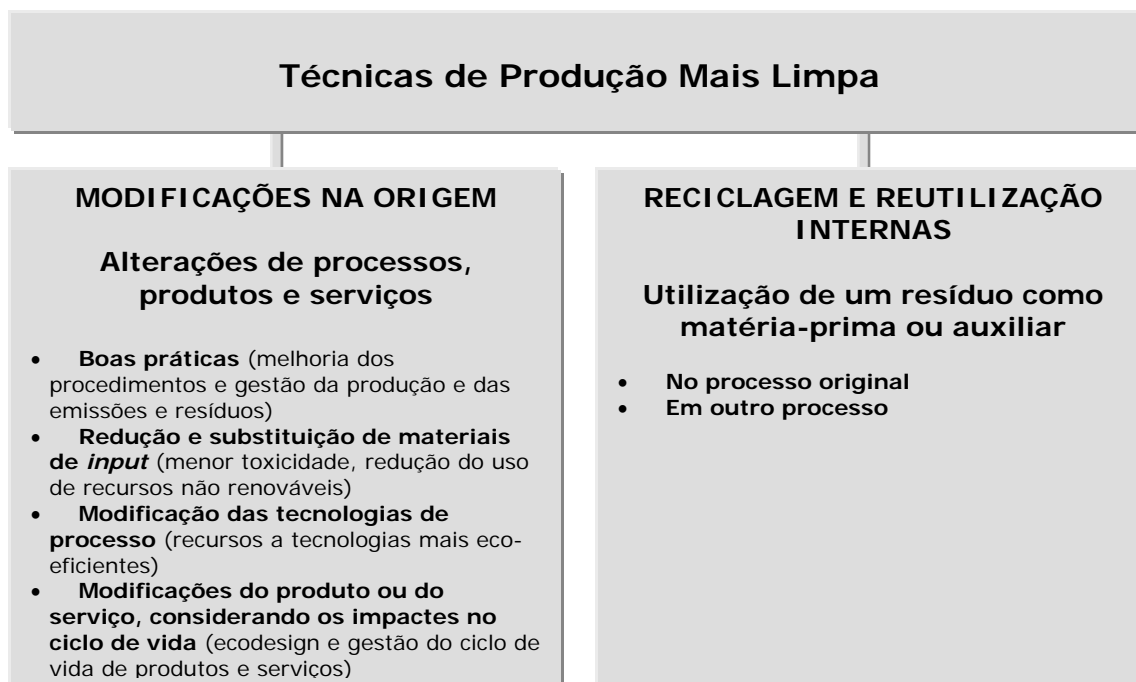 Técnicas de Produção Mais Limpa
MODIFICAÇÕES NA ORIGEM
Alterações de processos,
produtos e serviços
• Boas práticas (melhoria dos
procedimentos e gestão da produção e das
emissões e resíduos)
• Redução e substituição de materiais
de input (menor toxicidade, redução do uso
de recursos não renováveis)
• Modificação das tecnologias de
processo (recursos a tecnologias mais eco-
eficientes)
• Modificações do produto ou do
serviço, considerando os impactes no
ciclo de vida (ecodesign e gestão do ciclo de
vida de produtos e serviços)
RECICLAGEM E REUTILIZAÇÃO
INTERNAS
Utilização de um resíduo como
matéria-prima ou auxiliar
• No processo original
• Em outro processo